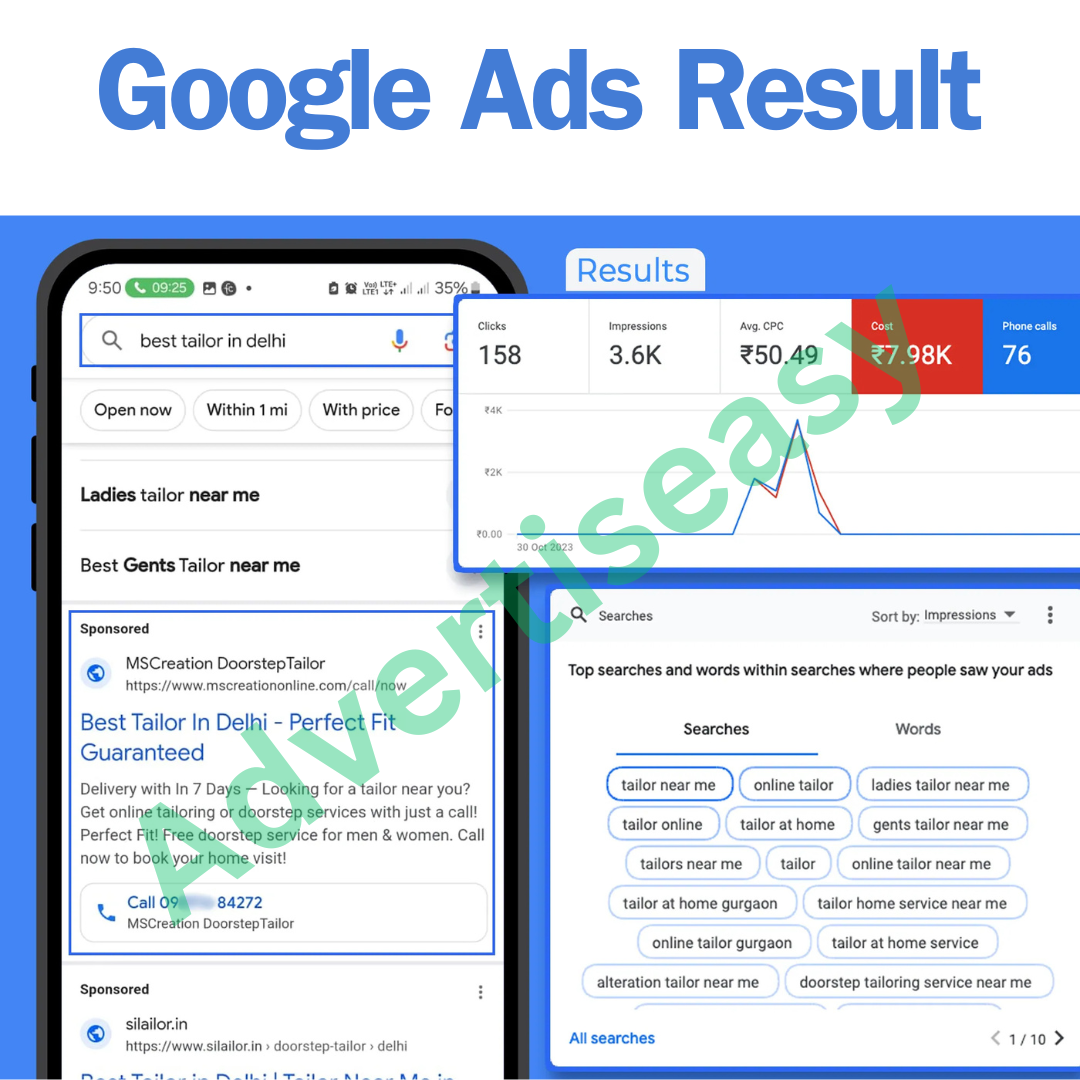 Google Ads Result
9:50 09:25 35%
best tailor in delhi
Open now Within 1 mi With price Fo
Ladies tailor near me
Best Gents Tailor near me
Sponsored
MSCreation DoorstepTailor
https://www.mscreationonline.com/call/now
Best Tailor In Delhi - Perfect Fit
Guaranteed
Delivery with In 7 Days — Looking for a tailor near you?
Get online tailoring or doorstep services with just a call!
Perfect Fit! Free doorstep service for men & women. Call
now to book your home visit!
Call 09 84272
MSCreation DoorstepTailor
Sponsored
silailor.in
https://www.silailor.in › doorstep-tailor › delhi
Best Tailor in Delhi | Tailor Near Me in
Results
Clicks Impressions Avg. CPC Cost Phone calls
158 3.6K ₹50.49 ₹7.98K 76
₹4K
₹2K
₹0.00
30 Oct 2023
Searches Sort by: Impressions
Top searches and words within searches where people saw your ads
Searches Words
tailor near me online tailor ladies tailor near me
tailor online tailor at home gents tailor near me
tailors near me tailor online tailor near me
tailor at home gurgaon tailor home service near me
online tailor gurgaon tailor at home service
alteration tailor near me doorstep tailoring service near me
All searches 1 / 10
Advertiseasy